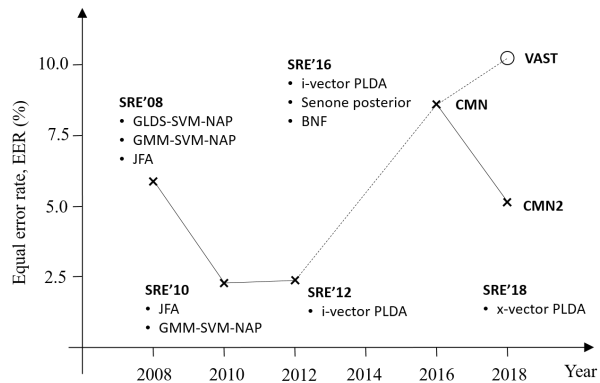 Equal error rate, EER (%)
10.0
7.5
5.0
2.5
SRE'08
• GLDS-SVM-NAP
• GMM-SVM-NAP
• JFA
SRE'16
• i-vector PLDA
• Senone posterior
• BNF
VAST
CMN
CMN2
SRE'10
• JFA
• GMM-SVM-NAP
SRE'12
• i-vector PLDA
SRE'18
• x-vector PLDA
2008 2010 2012 2014 2016 2018 Year